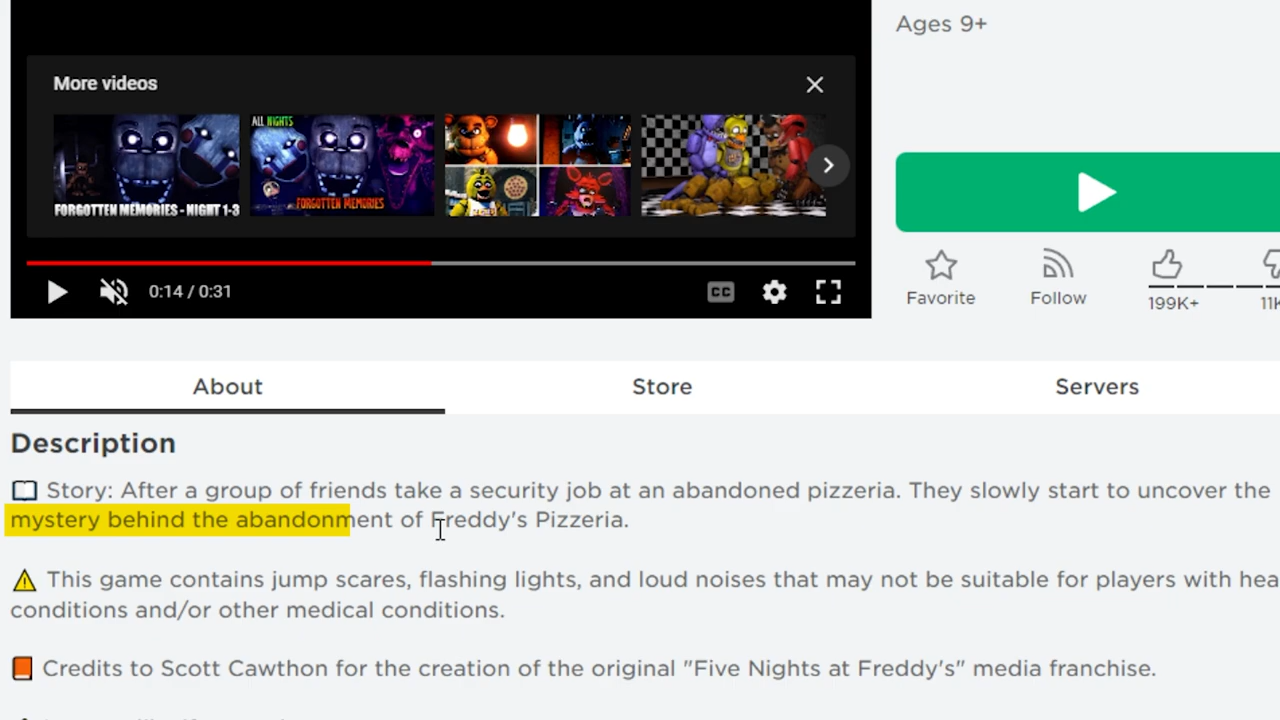 Ages 9+
More videos
FORGOTTEN MEMORIES - NIGHT 1-3
ALL NIGHTS
FORGOTTEN MEMORIES
0:14 / 0:31
CC
Favorite
Follow
199K+
11K
About
Store
Servers
Description
Story: After a group of friends take a security job at an abandoned pizzeria. They slowly start to uncover the
mystery behind the abandonment of Freddy's Pizzeria.
This game contains jump scares, flashing lights, and loud noises that may not be suitable for players with hea
conditions and/or other medical conditions.
Credits to Scott Cawthon for the creation of the original "Five Nights at Freddy's" media franchise.